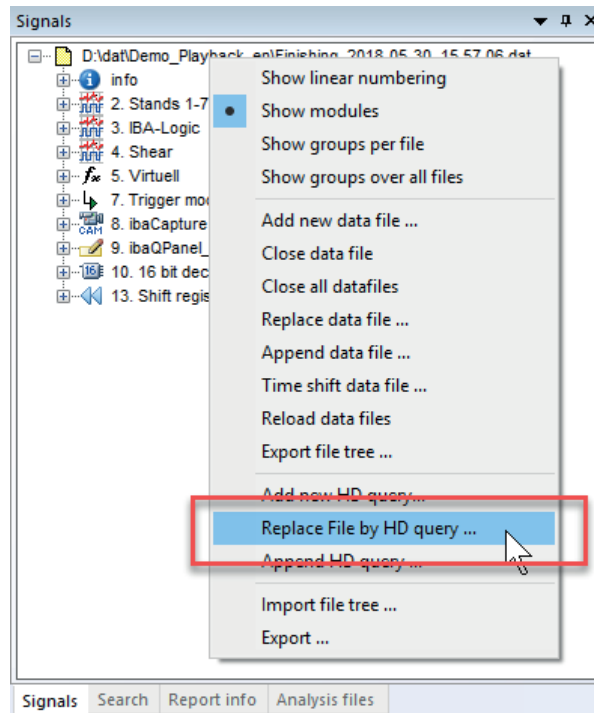 Signals
D:\dat\Demo_Playback_en\Finishing_2018_05_30_15.57.06.dat
info
2. Stands 1-7
3. IBA-Logic
4. Shear
5. Virtuell
7. Trigger mo
CAM 8. ibaCapture
9. ibaQPanel_
16 10. 16 bit dec
13. Shift regis
Show linear numbering
Show modules
Show groups per file
Show groups over all files
Add new data file ...
Close data file
Close all datafiles
Replace data file ...
Append data file ...
Time shift data file ...
Reload data files
Export file tree ...
Add new HD query...
Replace File by HD query ...
Append HD query ...
Import file tree ...
Export ...
Signals Search Report info Analysis files